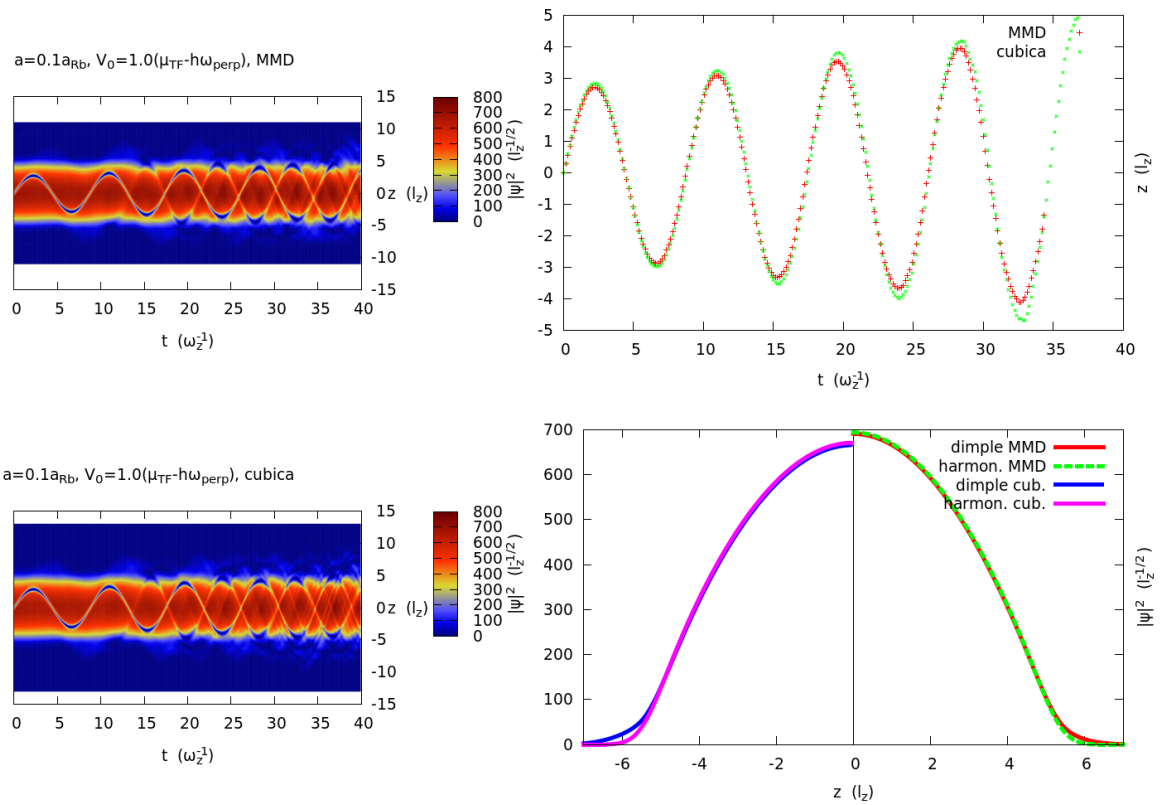 a=0.1a_Rb, V_0=1.0(μ_TF-hω_perp), MMD
15
10
5
0
-5
-10
-15
z (l_z)
0 5 10 15 20 25 30 35 40
t (ω_z^-1)
800
700
600
500
400
300
200
100
0
|ψ|^2 (l_z^-1/2)
MMD
cubica
5
4
3
2
1
0
-1
-2
-3
-4
-5
z (l_z)
0 5 10 15 20 25 30 35 40
t (ω_z^-1)
a=0.1a_Rb, V_0=1.0(μ_TF-hω_perp), cubica
15
10
5
0
-5
-10
-15
z (l_z)
0 5 10 15 20 25 30 35 40
t (ω_z^-1)
800
700
600
500
400
300
200
100
0
|ψ|^2 (l_z^-1/2)
dimple MMD
harmon. MMD
dimple cub.
harmon. cub.
700
600
500
400
300
200
100
0
|ψ|^2 (l_z^-1/2)
-6 -4 -2 0 2 4 6
z (l_z)